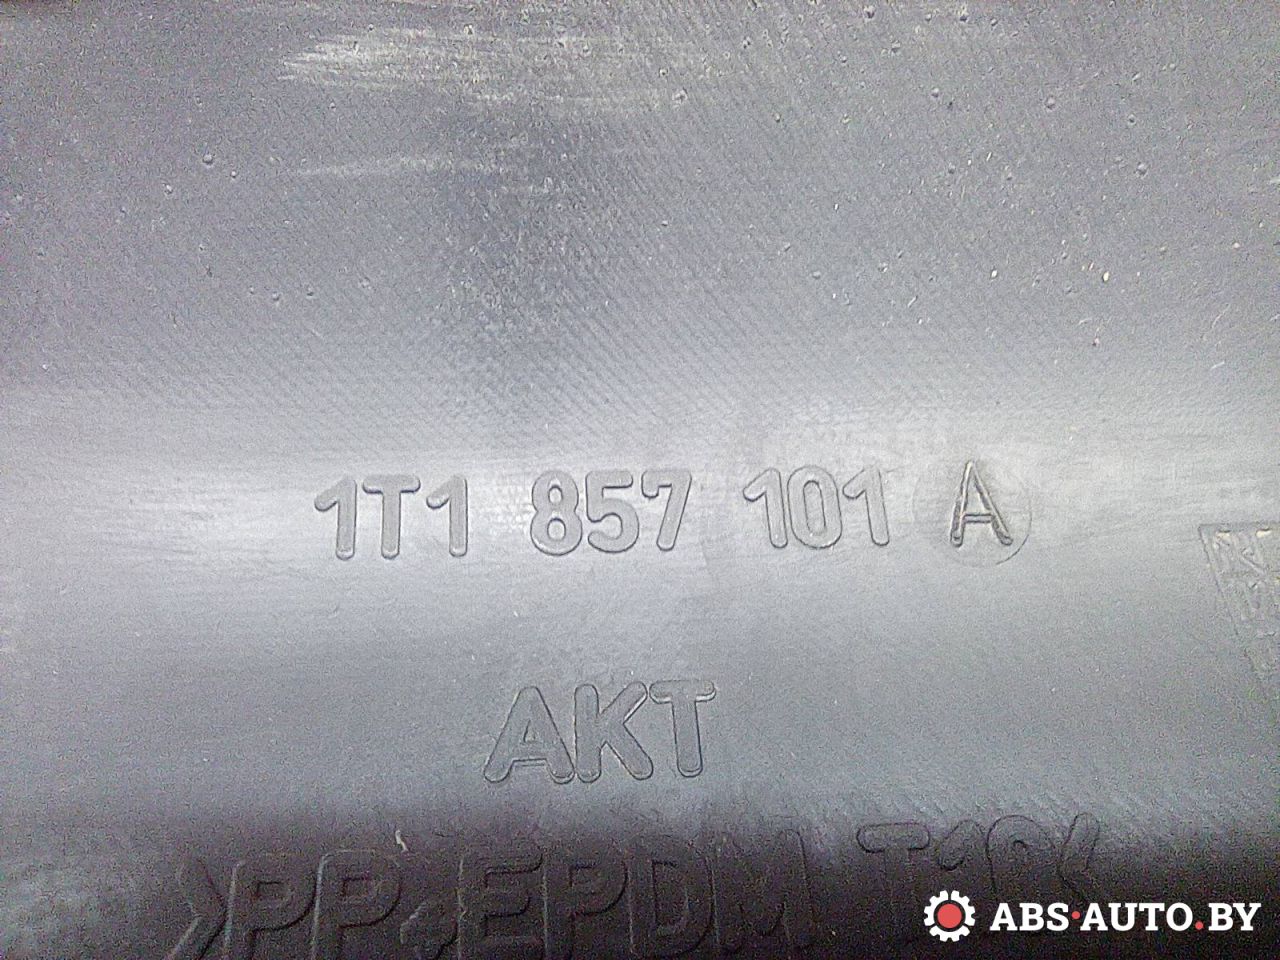 1T1 857 101 A
AKT
>PP+EPDM T10<
ABS-AUTO.BY